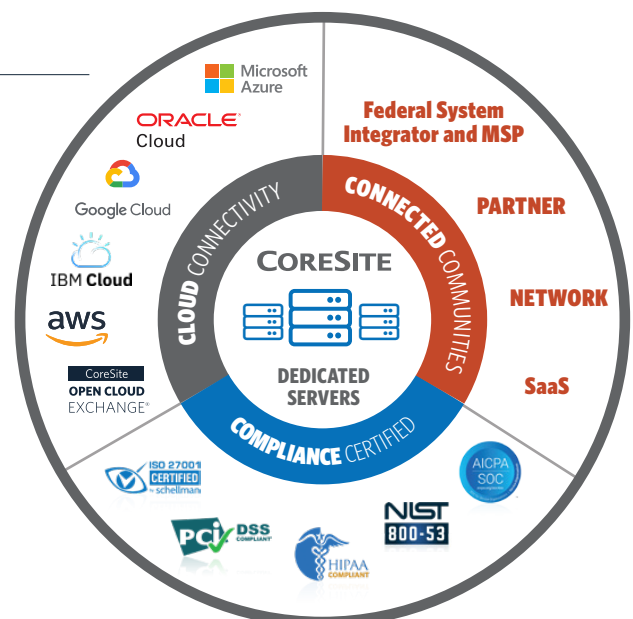 Microsoft
Azure
ORACLE®
Cloud
Google Cloud
IBM Cloud
aws
CoreSite
OPEN CLOUD
EXCHANGE®
CLOUD CONNECTIVITY
Federal System
Integrator and MSP
PARTNER
NETWORK
SaaS
CONNECTED COMMUNITIES
CORESITE
DEDICATED
SERVERS
COMPLIANCE CERTIFIED
ISO 27001
CERTIFIED
by schellman
PCI DSS
COMPLIANT
HIPAA
COMPLIANT
NIST
800-53
AICPA
SOC